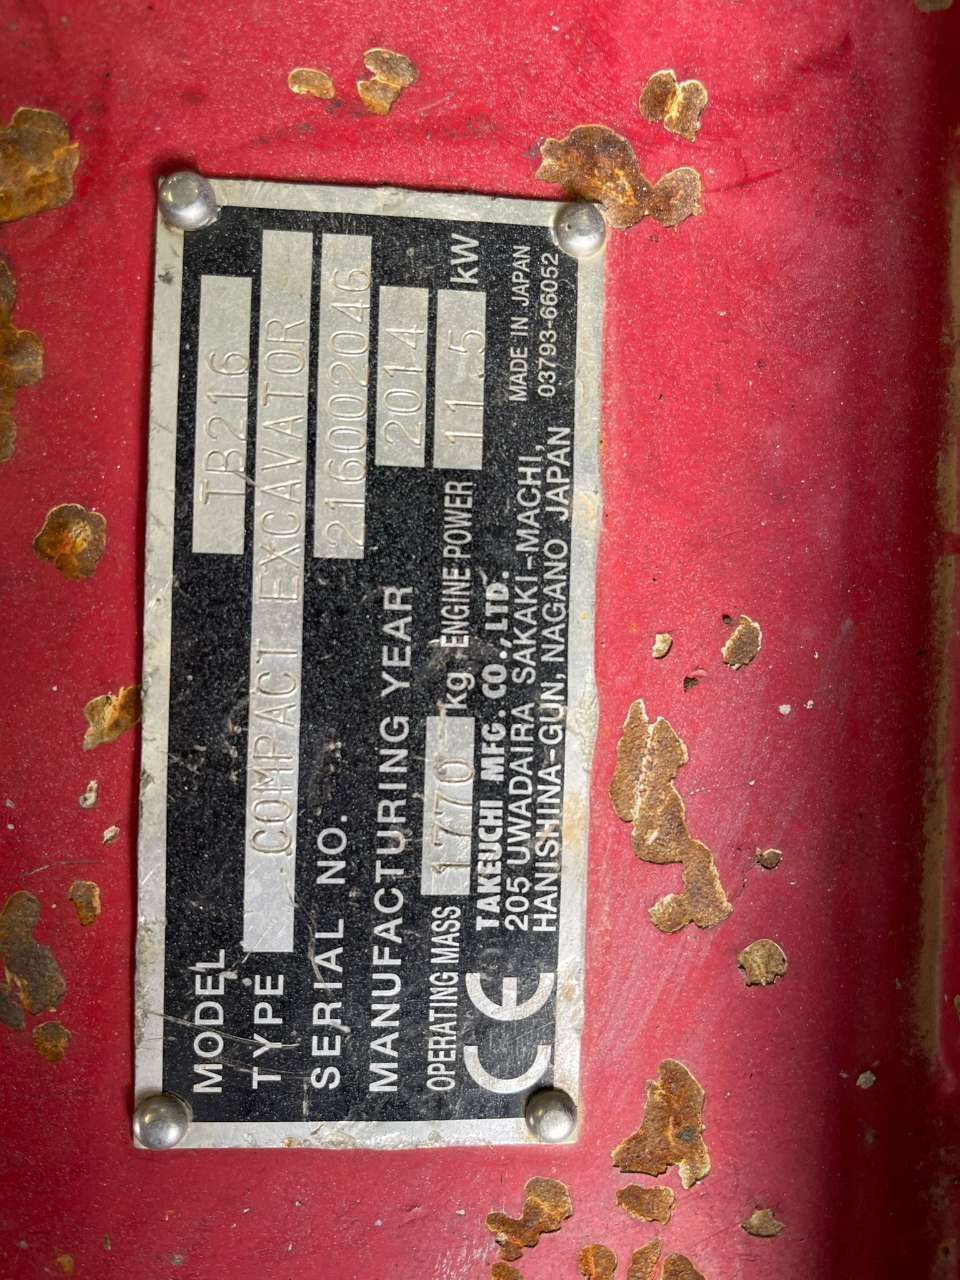 MODEL TB216
TYPE COMPACT EXCAVATOR
SERIAL NO. 216002046
MANUFACTURING YEAR 2014
OPERATING MASS 1770 kg ENGINE POWER 11.5 kW
CE TAKEUCHI MFG. CO., LTD. MADE IN JAPAN
205 UWADAIRA SAKAKI-MACHI, 03793-66052
HANISHINA-GUN, NAGANO JAPAN